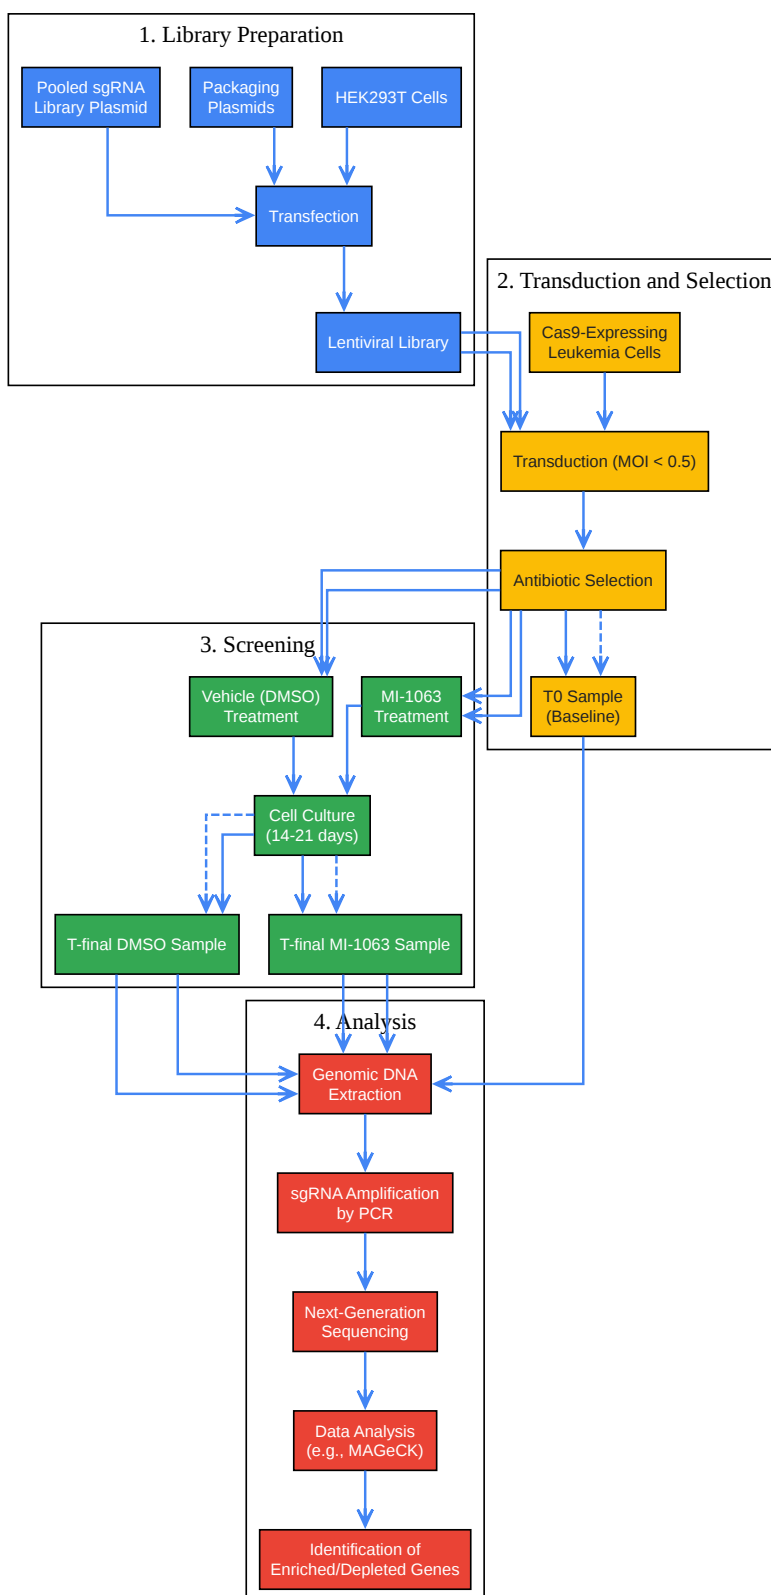 1. Library Preparation
Pooled sgRNA
Library Plasmid
Packaging
Plasmids
HEK293T Cells
Transfection
Lentiviral Library
2. Transduction and Selection
Cas9-Expressing
Leukemia Cells
Transduction (MOI < 0.5)
Antibiotic Selection
T0 Sample
(Baseline)
3. Screening
Vehicle (DMSO)
Treatment
MI-1063
Treatment
Cell Culture
(14-21 days)
T-final DMSO Sample
T-final MI-1063 Sample
4. Analysis
Genomic DNA
Extraction
sgRNA Amplification
by PCR
Next-Generation
Sequencing
Data Analysis
(e.g., MAGeCK)
Identification of
Enriched/Depleted Genes